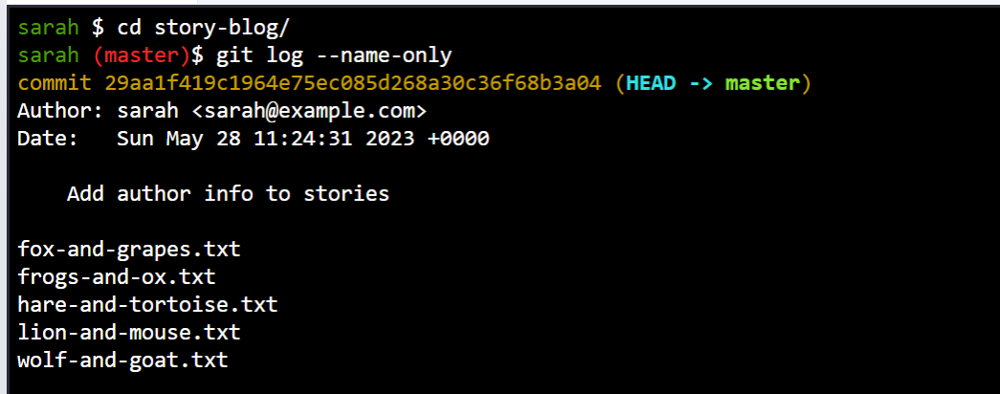 sarah $ cd story-blog/
sarah (master)$ git log --name-only
commit 29aa1f419c1964e75ec085d268a30c36f68b3a04 (HEAD -> master)
Author: sarah <sarah@example.com>
Date:   Sun May 28 11:24:31 2023 +0000
    Add author info to stories
fox-and-grapes.txt
frogs-and-ox.txt
hare-and-tortoise.txt
lion-and-mouse.txt
wolf-and-goat.txt